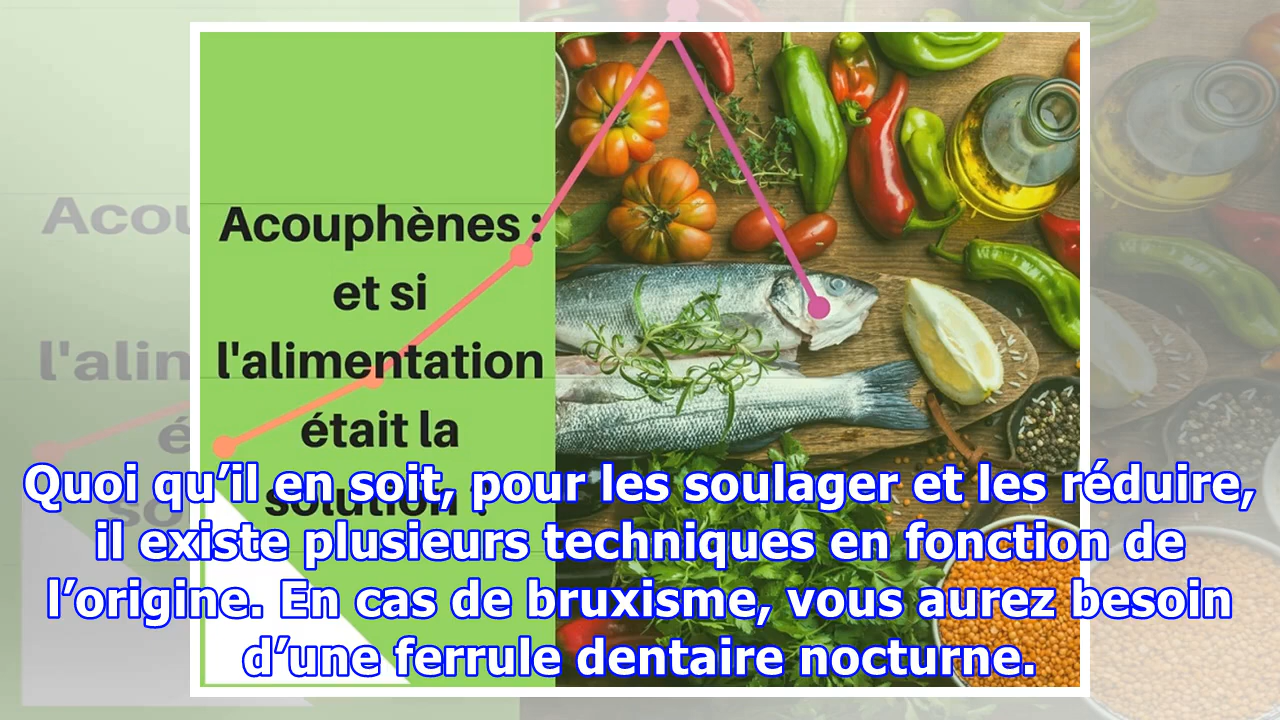 Acouphènes :
et si
l'alimentation
était la
solution ?
Quoi qu’il en soit, pour les soulager et les réduire,
il existe plusieurs techniques en fonction de
l’origine. En cas de bruxisme, vous aurez besoin
d’une ferrule dentaire nocturne.